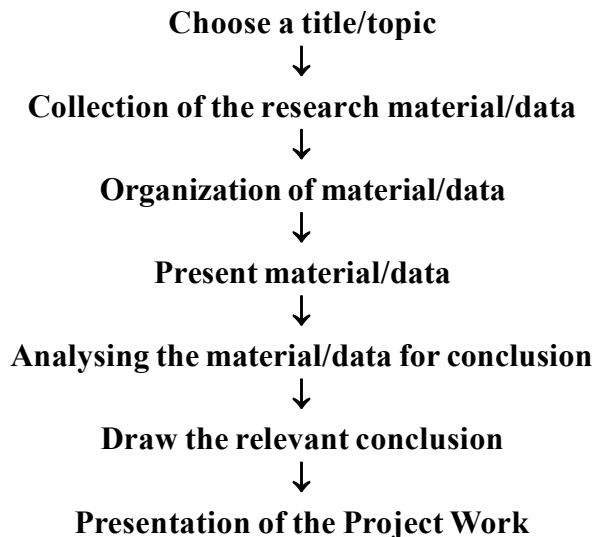 Choose a title/topic
↓
Collection of the research material/data
↓
Organization of material/data
↓
Present material/data
↓
Analysing the material/data for conclusion
↓
Draw the relevant conclusion
↓
Presentation of the Project Work